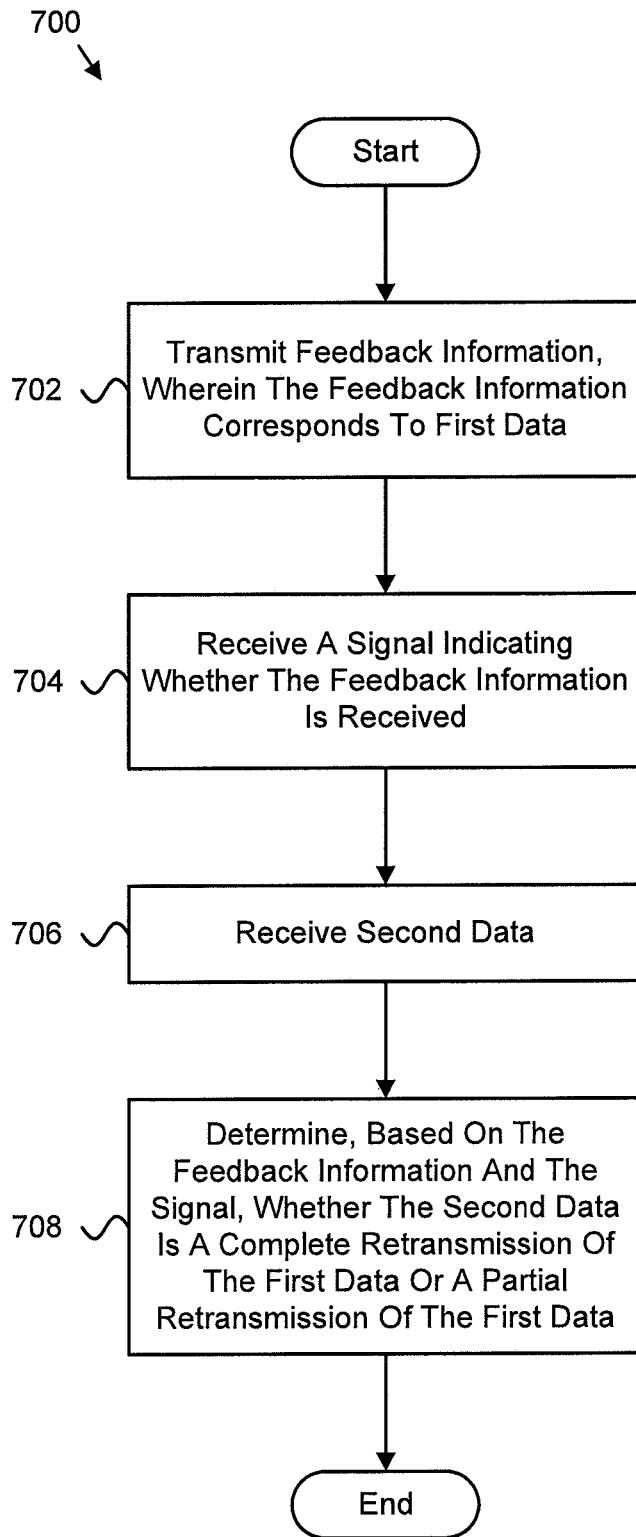 700
Start
702
Transmit Feedback Information,
Wherein The Feedback Information
Corresponds To First Data
704
Receive A Signal Indicating
Whether The Feedback Information
Is Received
706
Receive Second Data
708
Determine, Based On The
Feedback Information And The
Signal, Whether The Second Data
Is A Complete Retransmission Of
The First Data Or A Partial
Retransmission Of The First Data
End